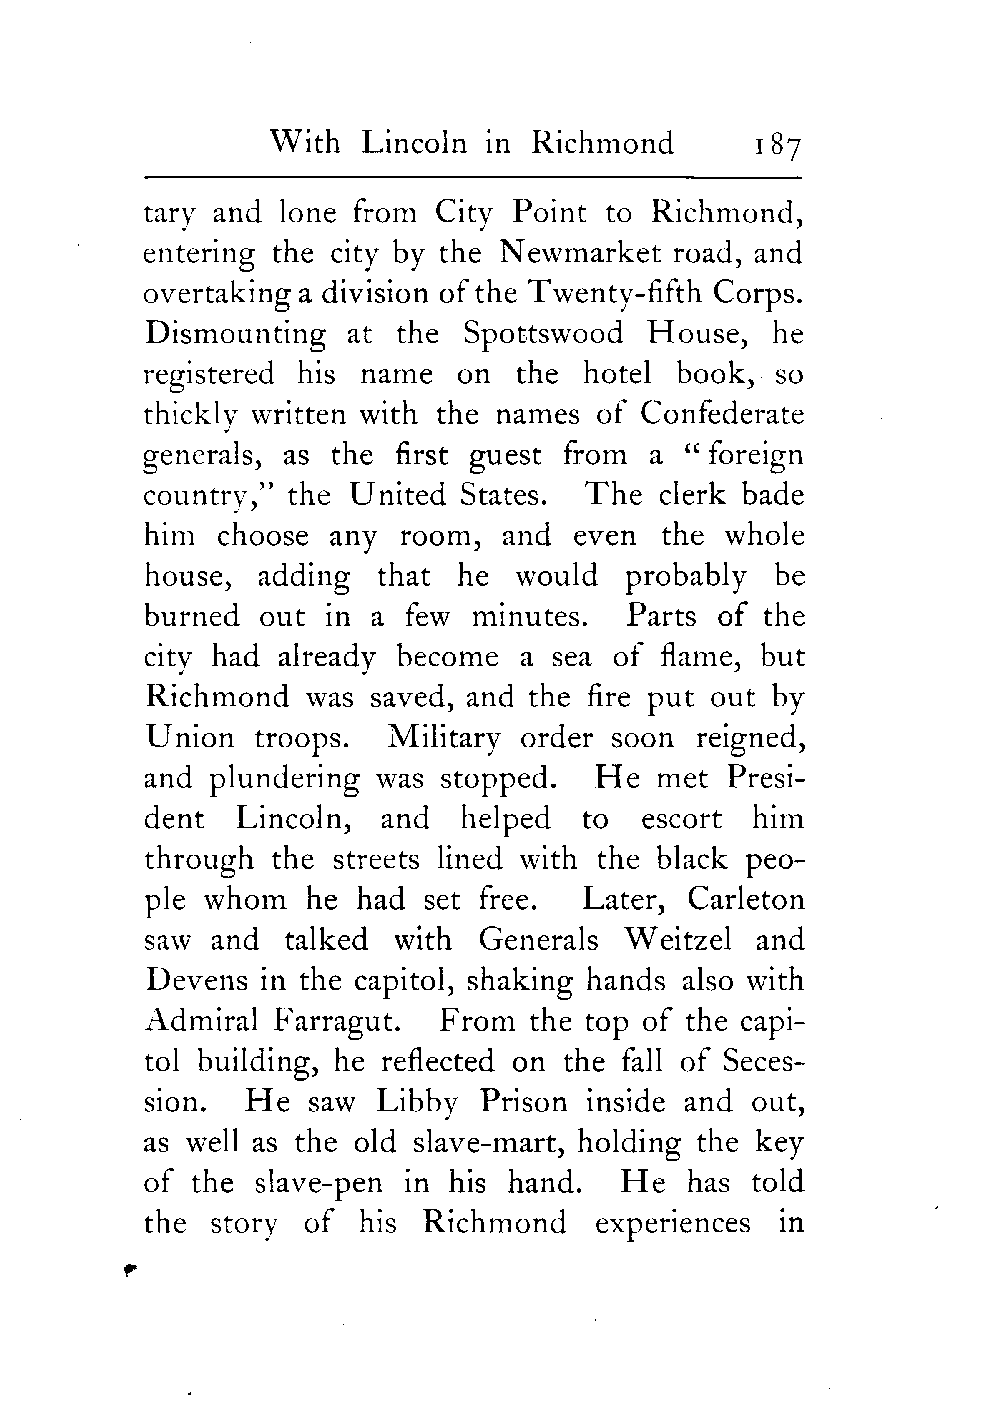 With Lincoln in Richmond 187
tary and lone from City Point to Richmond,
entering the city by the Newmarket road, and
overtaking a division of the Twenty-fifth Corps.
Dismounting at the Spottswood House, he
registered his name on the hotel book, so
thickly written with the names of Confederate
generals, as the first guest from a “foreign
country,” the United States. The clerk bade
him choose any room, and even the whole
house, adding that he would probably be
burned out in a few minutes. Parts of the
city had already become a sea of flame, but
Richmond was saved, and the fire put out by
Union troops. Military order soon reigned,
and plundering was stopped. He met Presi-
dent Lincoln, and helped to escort him
through the streets lined with the black peo-
ple whom he had set free. Later, Carleton
saw and talked with Generals Weitzel and
Devens in the capitol, shaking hands also with
Admiral Farragut. From the top of the capi-
tol building, he reflected on the fall of Seces-
sion. He saw Libby Prison inside and out,
as well as the old slave-mart, holding the key
of the slave-pen in his hand. He has told
the story of his Richmond experiences in